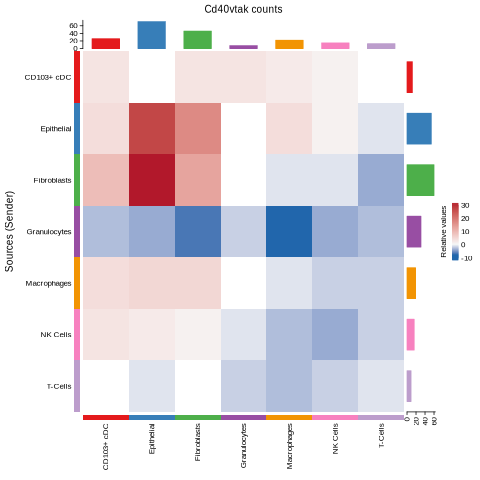 Cd40vtak counts
60
40
20
0
CD103+ cDC
Epithelial
Fibroblasts
Granulocytes
Macrophages
NK Cells
T-Cells
Sources (Sender)
Relative values
30
20
10
0
-10
0
20
40
60
CD103+ cDC
Epithelial
Fibroblasts
Granulocytes
Macrophages
NK Cells
T-Cells